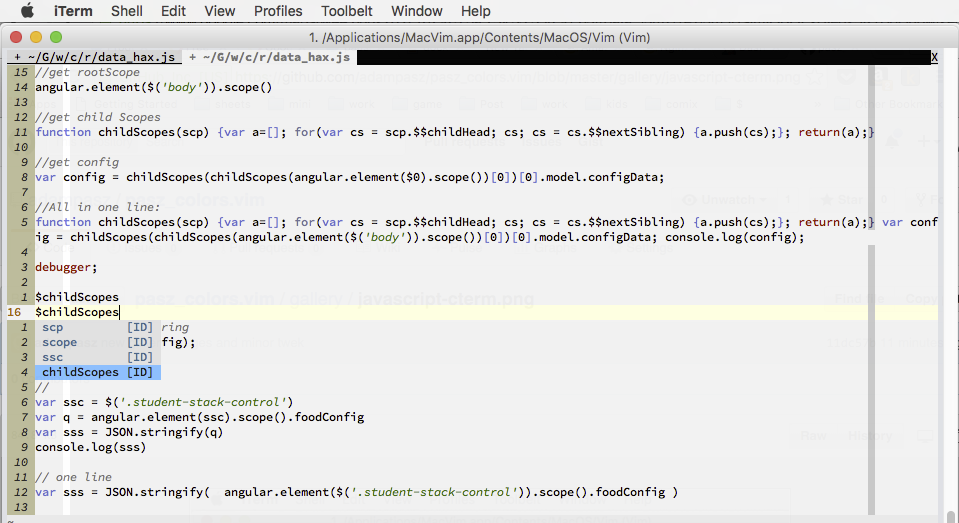 iTerm Shell Edit View Profiles Toolbelt Window Help
1. /Applications/MacVim.app/Contents/MacOS/Vim (Vim)
+ ~/G/w/c/r/data_hax.js + ~/G/w/c/r/data_hax.js X
15 //get rootScope
14 angular.element($('body')).scope()
13
12 //get child Scopes
11 function childScopes(scp) {var a=[]; for(var cs = scp.$$childHead; cs; cs = cs.$$nextSibling) {a.push(cs);}; return(a);}
10
9 //get config
8 var config = childScopes(childScopes(angular.element($0).scope())[0])[0].model.configData;
7
6 //All in one line:
5 function childScopes(scp) {var a=[]; for(var cs = scp.$$childHead; cs; cs = cs.$$nextSibling) {a.push(cs);}; return(a);} var conf
ig = childScopes(childScopes(angular.element($('body')).scope())[0])[0].model.configData; console.log(config);
4
3 debugger;
2
1 $childScopes
16 $childScopes
1 scp [ID] ring
2 scope [ID] fig);
3 ssc [ID]
4 childScopes [ID]
5 //
6 var ssc = $('.student-stack-control')
7 var q = angular.element(ssc).scope().foodConfig
8 var sss = JSON.stringify(q)
9 console.log(sss)
10
11 // one line
12 var sss = JSON.stringify( angular.element($('.student-stack-control')).scope().foodConfig )
13
~